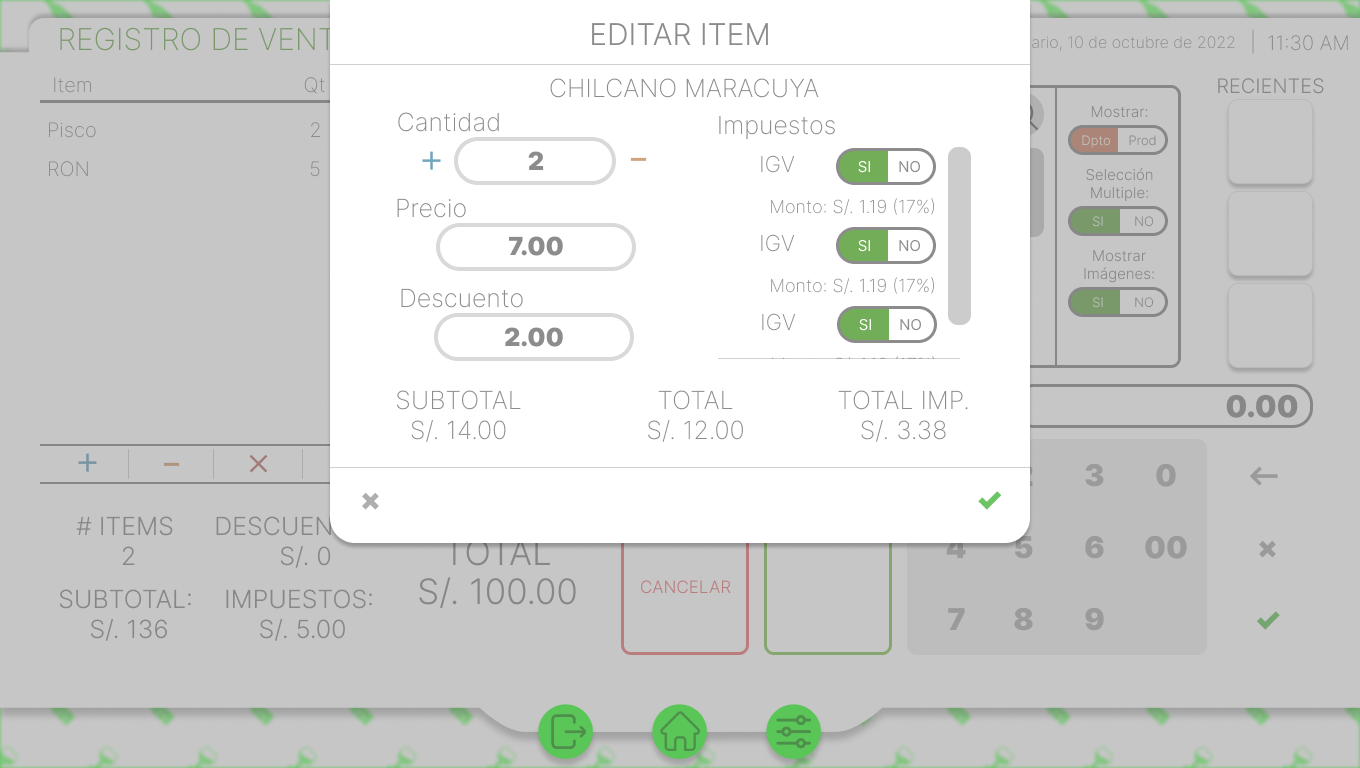 EDITAR ITEM
CHILCANO MARACUYA
Cantidad
+ 2 −
Precio
7.00
Descuento
2.00
Impuestos
IGV SI NO
Monto: S/. 1.19 (17%)
IGV SI NO
Monto: S/. 1.19 (17%)
IGV SI NO
SUBTOTAL
S/. 14.00
TOTAL
S/. 12.00
TOTAL IMP.
S/. 3.38
REGISTRO DE VENT
ario, 10 de octubre de 2022
11:30 AM
Item Qt
Pisco 2
RON 5
Mostrar:
Dpto Prod
Selección
Multiple:
SI NO
Mostrar
Imágenes:
SI NO
RECIENTES
0.00
# ITEMS
2
DESCUEN
S/. 0
SUBTOTAL:
S/. 136
IMPUESTOS:
S/. 5.00
TOTAL
S/. 100.00
CANCELAR
3 0
4 5 6 00
7 8 9